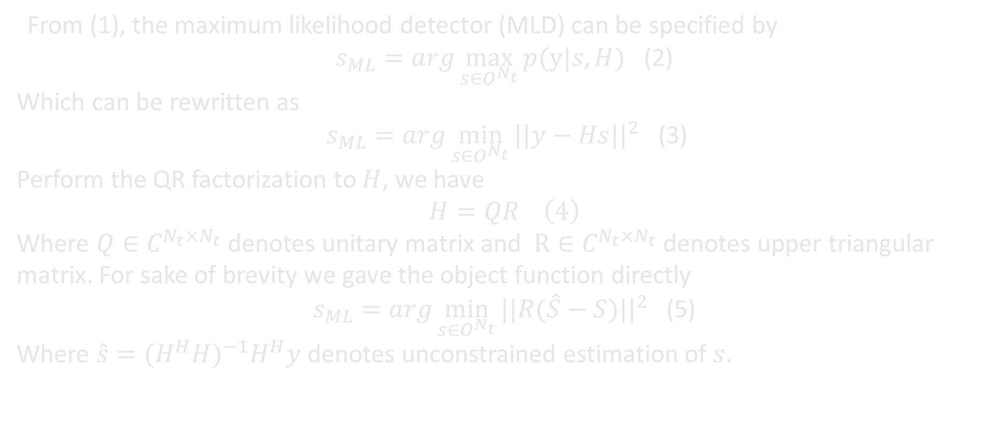 From (1), the maximum likelihood detector (MLD) can be specified by
$s_{ML} = arg \max_{s \in O^{N_t}} p(\mathrm{y}|s, H)$ (2)
Which can be rewritten as
$s_{ML} = arg \min_{s \in O^{N_t}} ||y - Hs||^2$ (3)
Perform the QR factorization to $H$, we have
$H = QR$ (4)
Where $Q \in C^{N_t \times N_t}$ denotes unitary matrix and $\mathrm{R} \in C^{N_t \times N_t}$ denotes upper triangular
matrix. For sake of brevity we gave the object function directly
$s_{ML} = arg \min_{s \in O^{N_t}} ||R(\hat{S} - S)||^2$ (5)
Where $\hat{s} = (H^H H)^{-1} H^H y$ denotes unconstrained estimation of $s$.